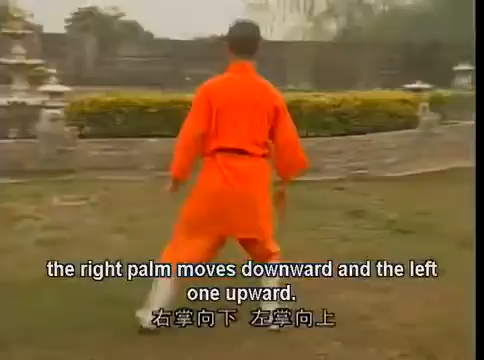 the right palm moves downward and the left
one upward.
右掌向下 左掌向上